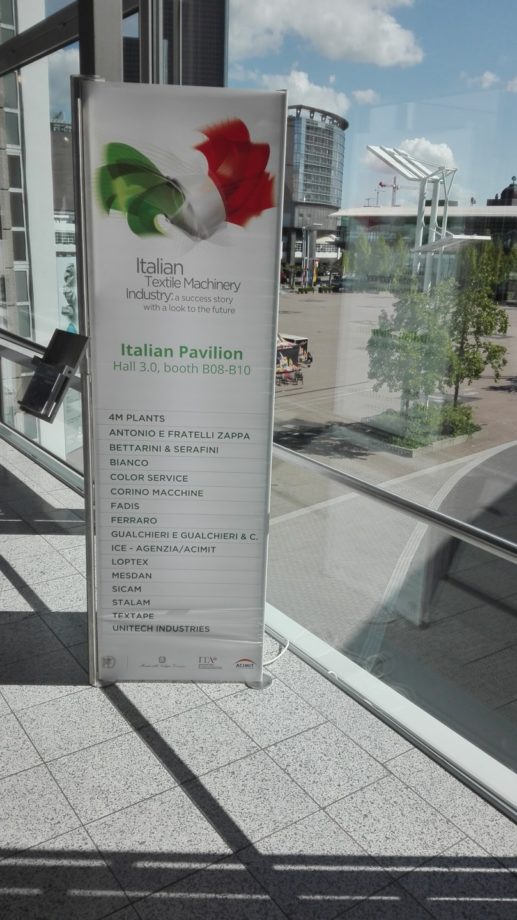 Italian
Textile Machinery
Industry: a success story
with a look to the future
Italian Pavilion
Hall 3.0, booth B08-B10
4M PLANTS
ANTONIO E FRATELLI ZAPPA
BETTARINI & SERAFINI
BIANCO
COLOR SERVICE
CORINO MACCHINE
FADIS
FERRARO
GUALCHIERI E GUALCHIERI & C.
ICE - AGENZIA/ACIMIT
LOPTEX
MESDAN
SICAM
STALAM
TEXTAPE
UNITECH INDUSTRIES
ITA
ACIMIT